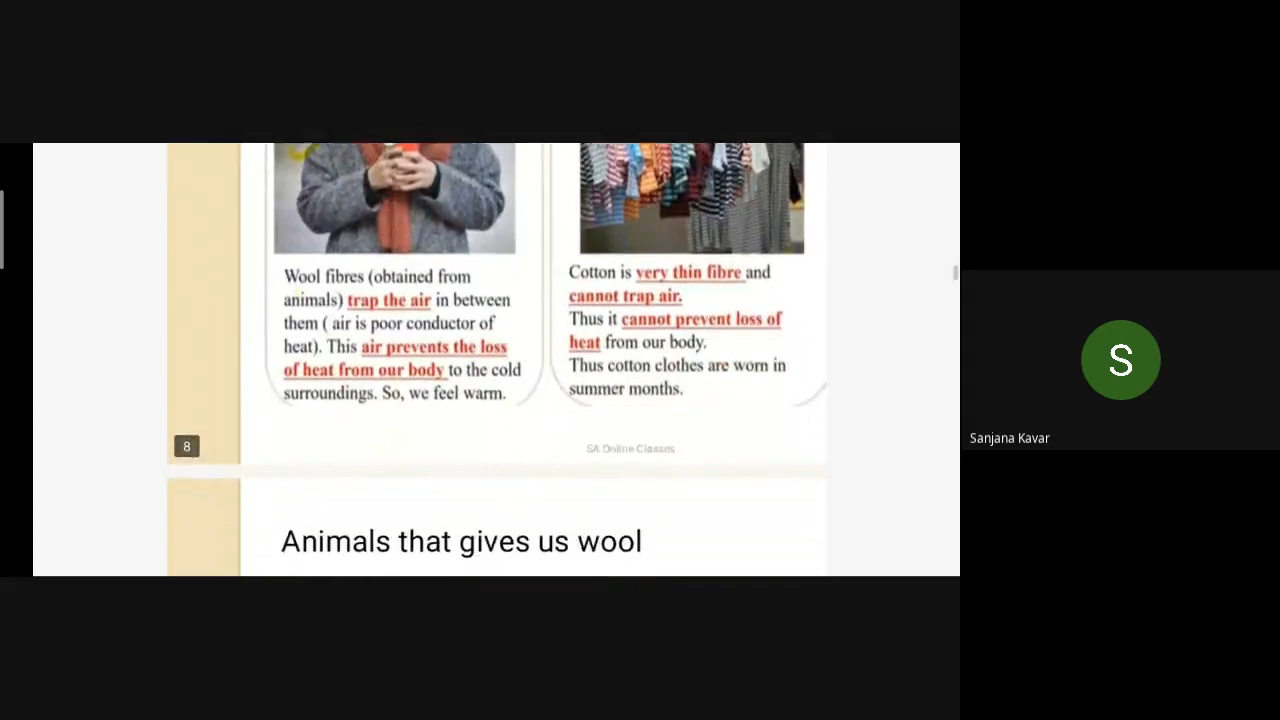 Wool fibres (obtained from
animals) trap the air in between
them ( air is poor conductor of
heat). This air prevents the loss
of heat from our body to the cold
surroundings. So, we feel warm.
Cotton is very thin fibre and
cannot trap air.
Thus it cannot prevent loss of
heat from our body.
Thus cotton clothes are worn in
summer months.
8
SA Online Classes
Animals that gives us wool
S
Sanjana Kavar